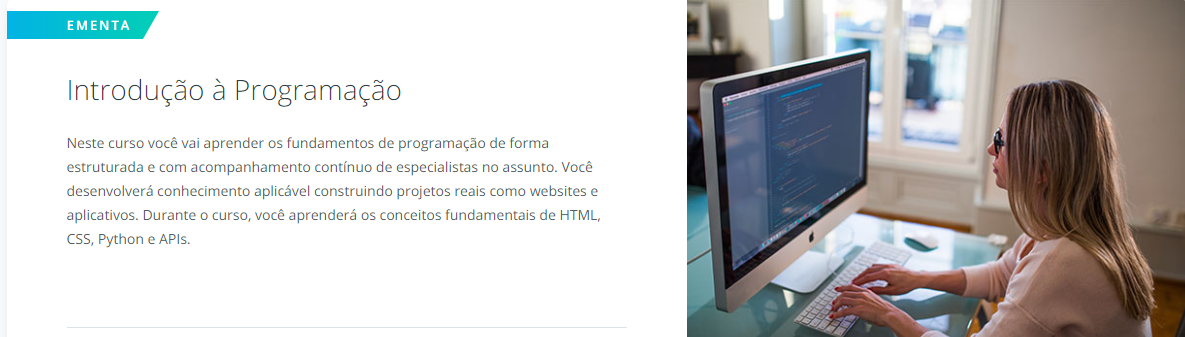 EMENTA
Introdução à Programação
Neste curso você vai aprender os fundamentos de programação de forma
estruturada e com acompanhamento contínuo de especialistas no assunto. Você
desenvolverá conhecimento aplicável construindo projetos reais como websites e
aplicativos. Durante o curso, você aprenderá os conceitos fundamentais de HTML,
CSS, Python e APIs.